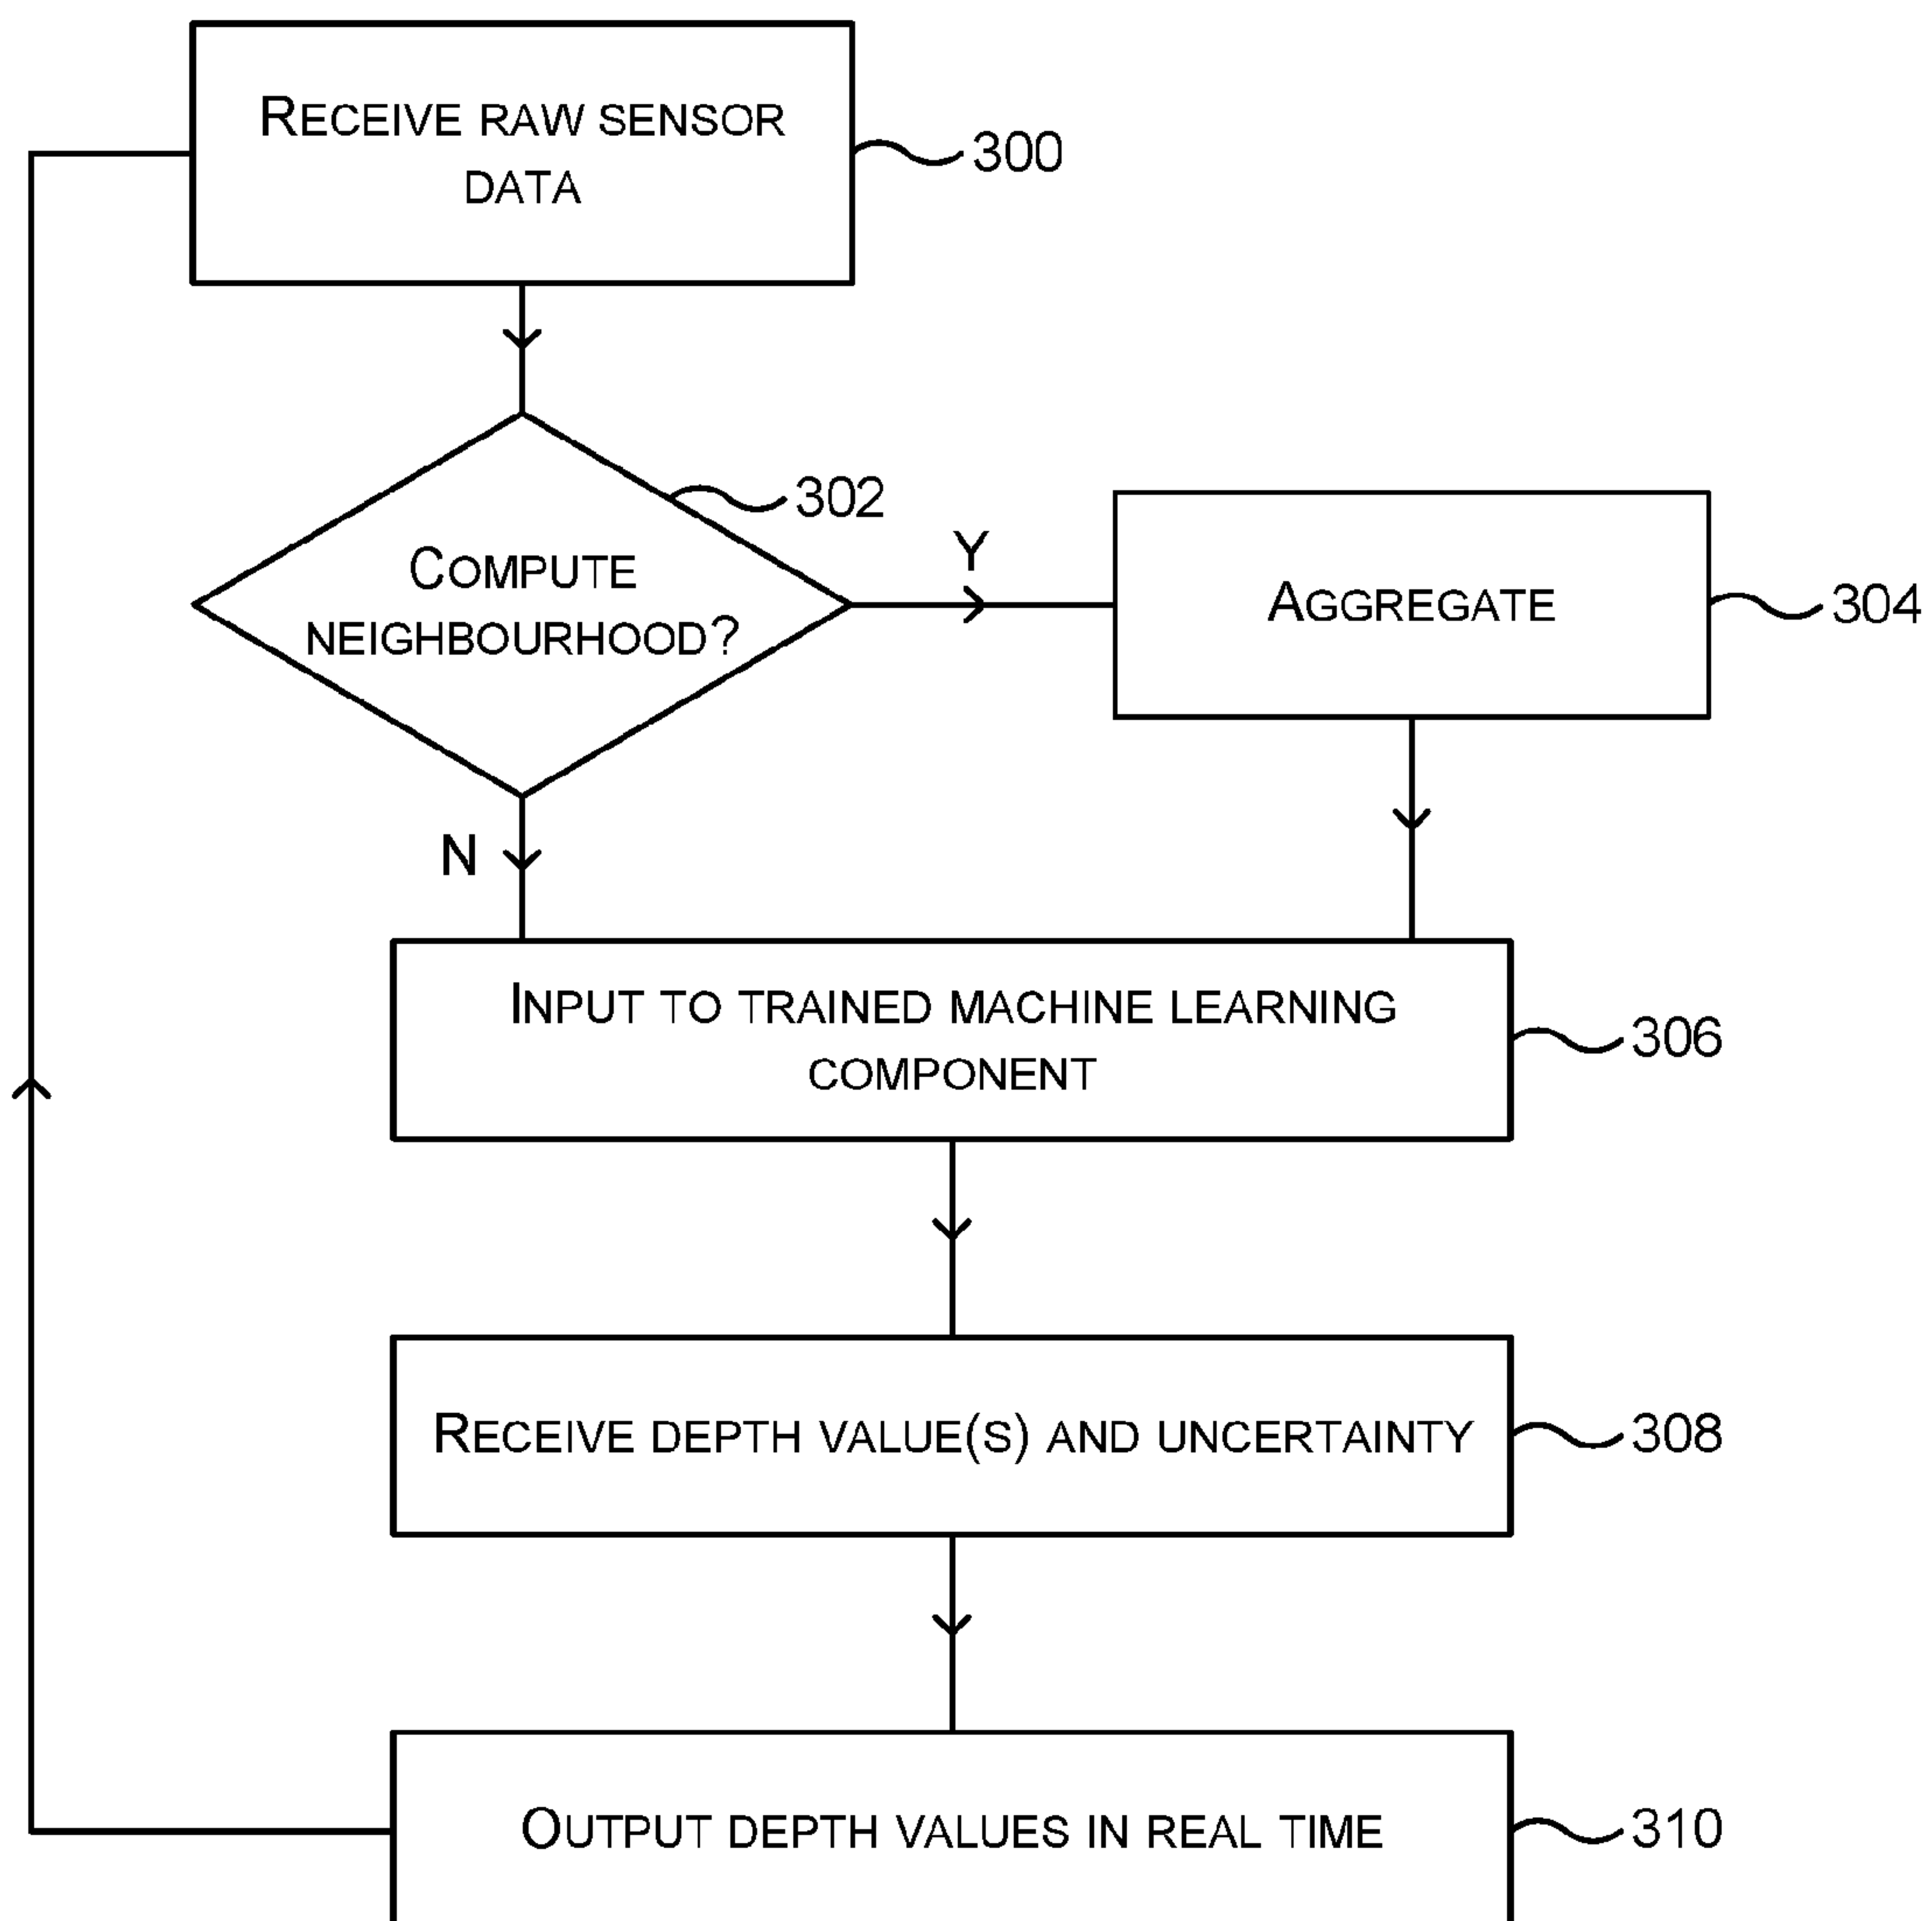 RECEIVE RAW SENSOR
DATA
300
302
COMPUTE
NEIGHBOURHOOD?
Y
AGGREGATE
304
N
INPUT TO TRAINED MACHINE LEARNING
COMPONENT
306
RECEIVE DEPTH VALUE(S) AND UNCERTAINTY
308
OUTPUT DEPTH VALUES IN REAL TIME
310